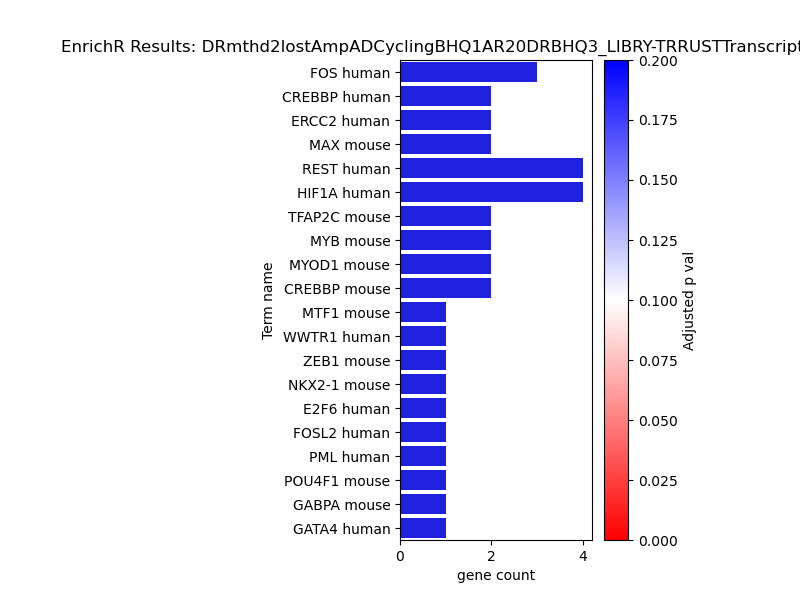 EnrichR Results: DRmthd2lostAmpADCyclingBHQ1AR20DRBHQ3_LIBRY-TRRUSTTranscript
FOS human
CREBBP human
ERCC2 human
MAX mouse
REST human
HIF1A human
TFAP2C mouse
MYB mouse
MYOD1 mouse
CREBBP mouse
MTF1 mouse
WWTR1 human
ZEB1 mouse
NKX2-1 mouse
E2F6 human
FOSL2 human
PML human
POU4F1 mouse
GABPA mouse
GATA4 human
Term name
0 2 4
gene count
0.200
0.175
0.150
0.125
0.100
0.075
0.050
0.025
0.000
Adjusted p val